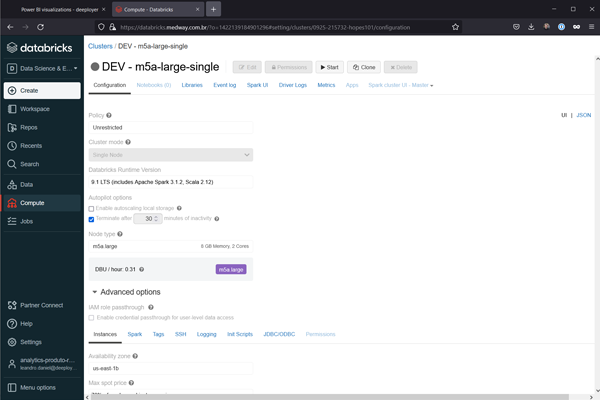 Power BI visualizations - deeployer
Compute - Databricks
https://databricks.medway.com.br/?o=1422139184901296#setting/clusters/0925-215732-hopes101/configuration
databricks
D Data Science & E...
Create
Workspace
Repos
Recents
Search
Data
Compute
Jobs
Partner Connect
Help
Settings
analytics-produto-r...
leandro.daniel@deeploy...
Menu options
Clusters / DEV - m5a-large-single
DEV - m5a-large-single
Edit
Permissions
Start
Clone
Delete
Configuration Notebooks (0) Libraries Event log Spark UI Driver Logs Metrics Apps Spark cluster UI - Master
UI | JSON
Policy
Unrestricted
Cluster mode
Single Node
Databricks Runtime Version
9.1 LTS (includes Apache Spark 3.1.2, Scala 2.12)
Autopilot options
Enable autoscaling local storage
Terminate after 30 minutes of inactivity
Node type
m5a.large 8 GB Memory, 2 Cores
DBU / hour: 0.31 m5a.large
Advanced options
IAM role passthrough
Enable credential passthrough for user-level data access
Instances Spark Tags SSH Logging Init Scripts JDBC/ODBC Permissions
Availability zone
us-east-1b
Max spot price